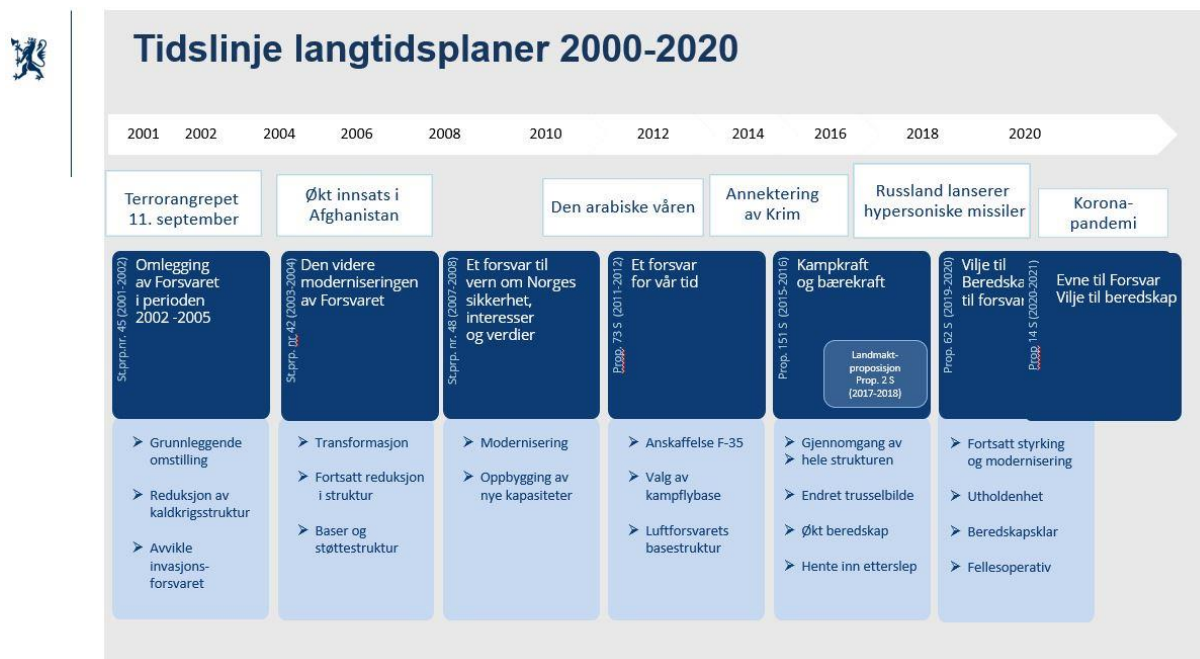 Tidslinje langtidsplaner 2000-2020
2001 2002 2004 2006 2008 2010 2012 2014 2016 2018 2020
Terrorangrepet
11. september
Økt innsats i
Afghanistan
Den arabiske våren
Annektering
av Krim
Russland lanserer
hypersoniske missiler
Korona-
pandemi
St.prp.nr. 45 (2001-2002)
Omlegging
av Forsvaret
i perioden
2002 -2005
St.prp. nr. 42 (2003-2004)
Den videre
moderniseringen
av Forsvaret
St.prp. nr. 48 (2007-2008)
Et forsvar til
vern om Norges
sikkerhet,
interesser
og verdier
Prop. 73 S (2011-2012)
Et forsvar
for vår tid
Prop. 151 S (2015-2016)
Kampkraft
og bærekraft
Landmakt-
proposisjon
Prop. 2 S
(2017-2018)
Prop. 62 S (2019-2020)
Vilje til
Beredska
til forsvar
Prop 14 S (2020-2021)
Evne til Forsvar
Vilje til beredskap
➢ Grunnleggende
omstilling
➢ Reduksjon av
kaldkrigsstruktur
➢ Avvikle
invasjons-
forsvaret
➢ Transformasjon
➢ Fortsatt reduksjon
i struktur
➢ Baser og
støttestruktur
➢ Modernisering
➢ Oppbygging av
nye kapasiteter
➢ Anskaffelse F-35
➢ Valg av
kampflybase
➢ Luftforsvarets
basestruktur
➢ Gjennomgang av
➢ hele strukturen
➢ Endret trusselbilde
➢ Økt beredskap
➢ Hente inn etterslep
➢ Fortsatt styrking
og modernisering
➢ Utholdenhet
➢ Beredskapsklar
➢ Fellesoperativ